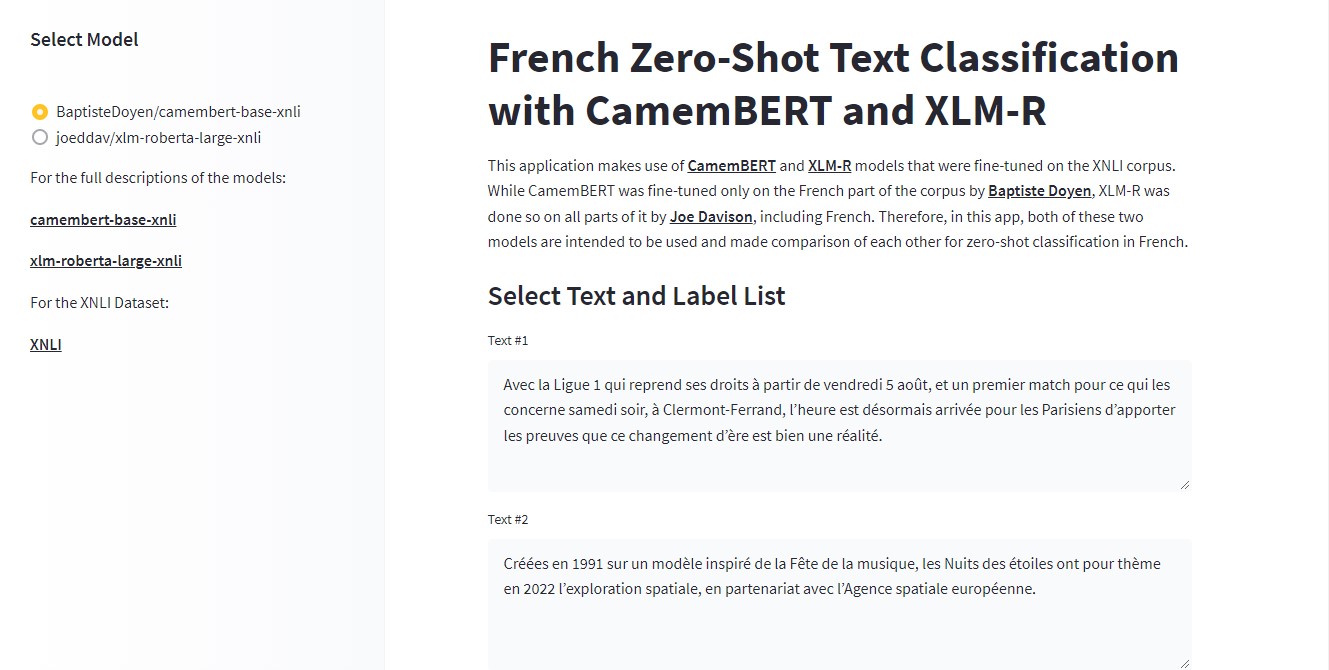 Select Model
BaptisteDoyen/camembert-base-xnli
joeddav/xlm-roberta-large-xnli
For the full descriptions of the models:
camembert-base-xnli
xlm-roberta-large-xnli
For the XNLI Dataset:
XNLI
French Zero-Shot Text Classification
with CamemBERT and XLM-R
This application makes use of CamemBERT and XLM-R models that were fine-tuned on the XNLI corpus.
While CamemBERT was fine-tuned only on the French part of the corpus by Baptiste Doyen, XLM-R was
done so on all parts of it by Joe Davison, including French. Therefore, in this app, both of these two
models are intended to be used and made comparison of each other for zero-shot classification in French.
Select Text and Label List
Text #1
Avec la Ligue 1 qui reprend ses droits à partir de vendredi 5 août, et un premier match pour ce qui les
concerne samedi soir, à Clermont-Ferrand, l’heure est désormais arrivée pour les Parisiens d’apporter
les preuves que ce changement d’ère est bien une réalité.
Text #2
Créées en 1991 sur un modèle inspiré de la Fête de la musique, les Nuits des étoiles ont pour thème
en 2022 l’exploration spatiale, en partenariat avec l’Agence spatiale européenne.